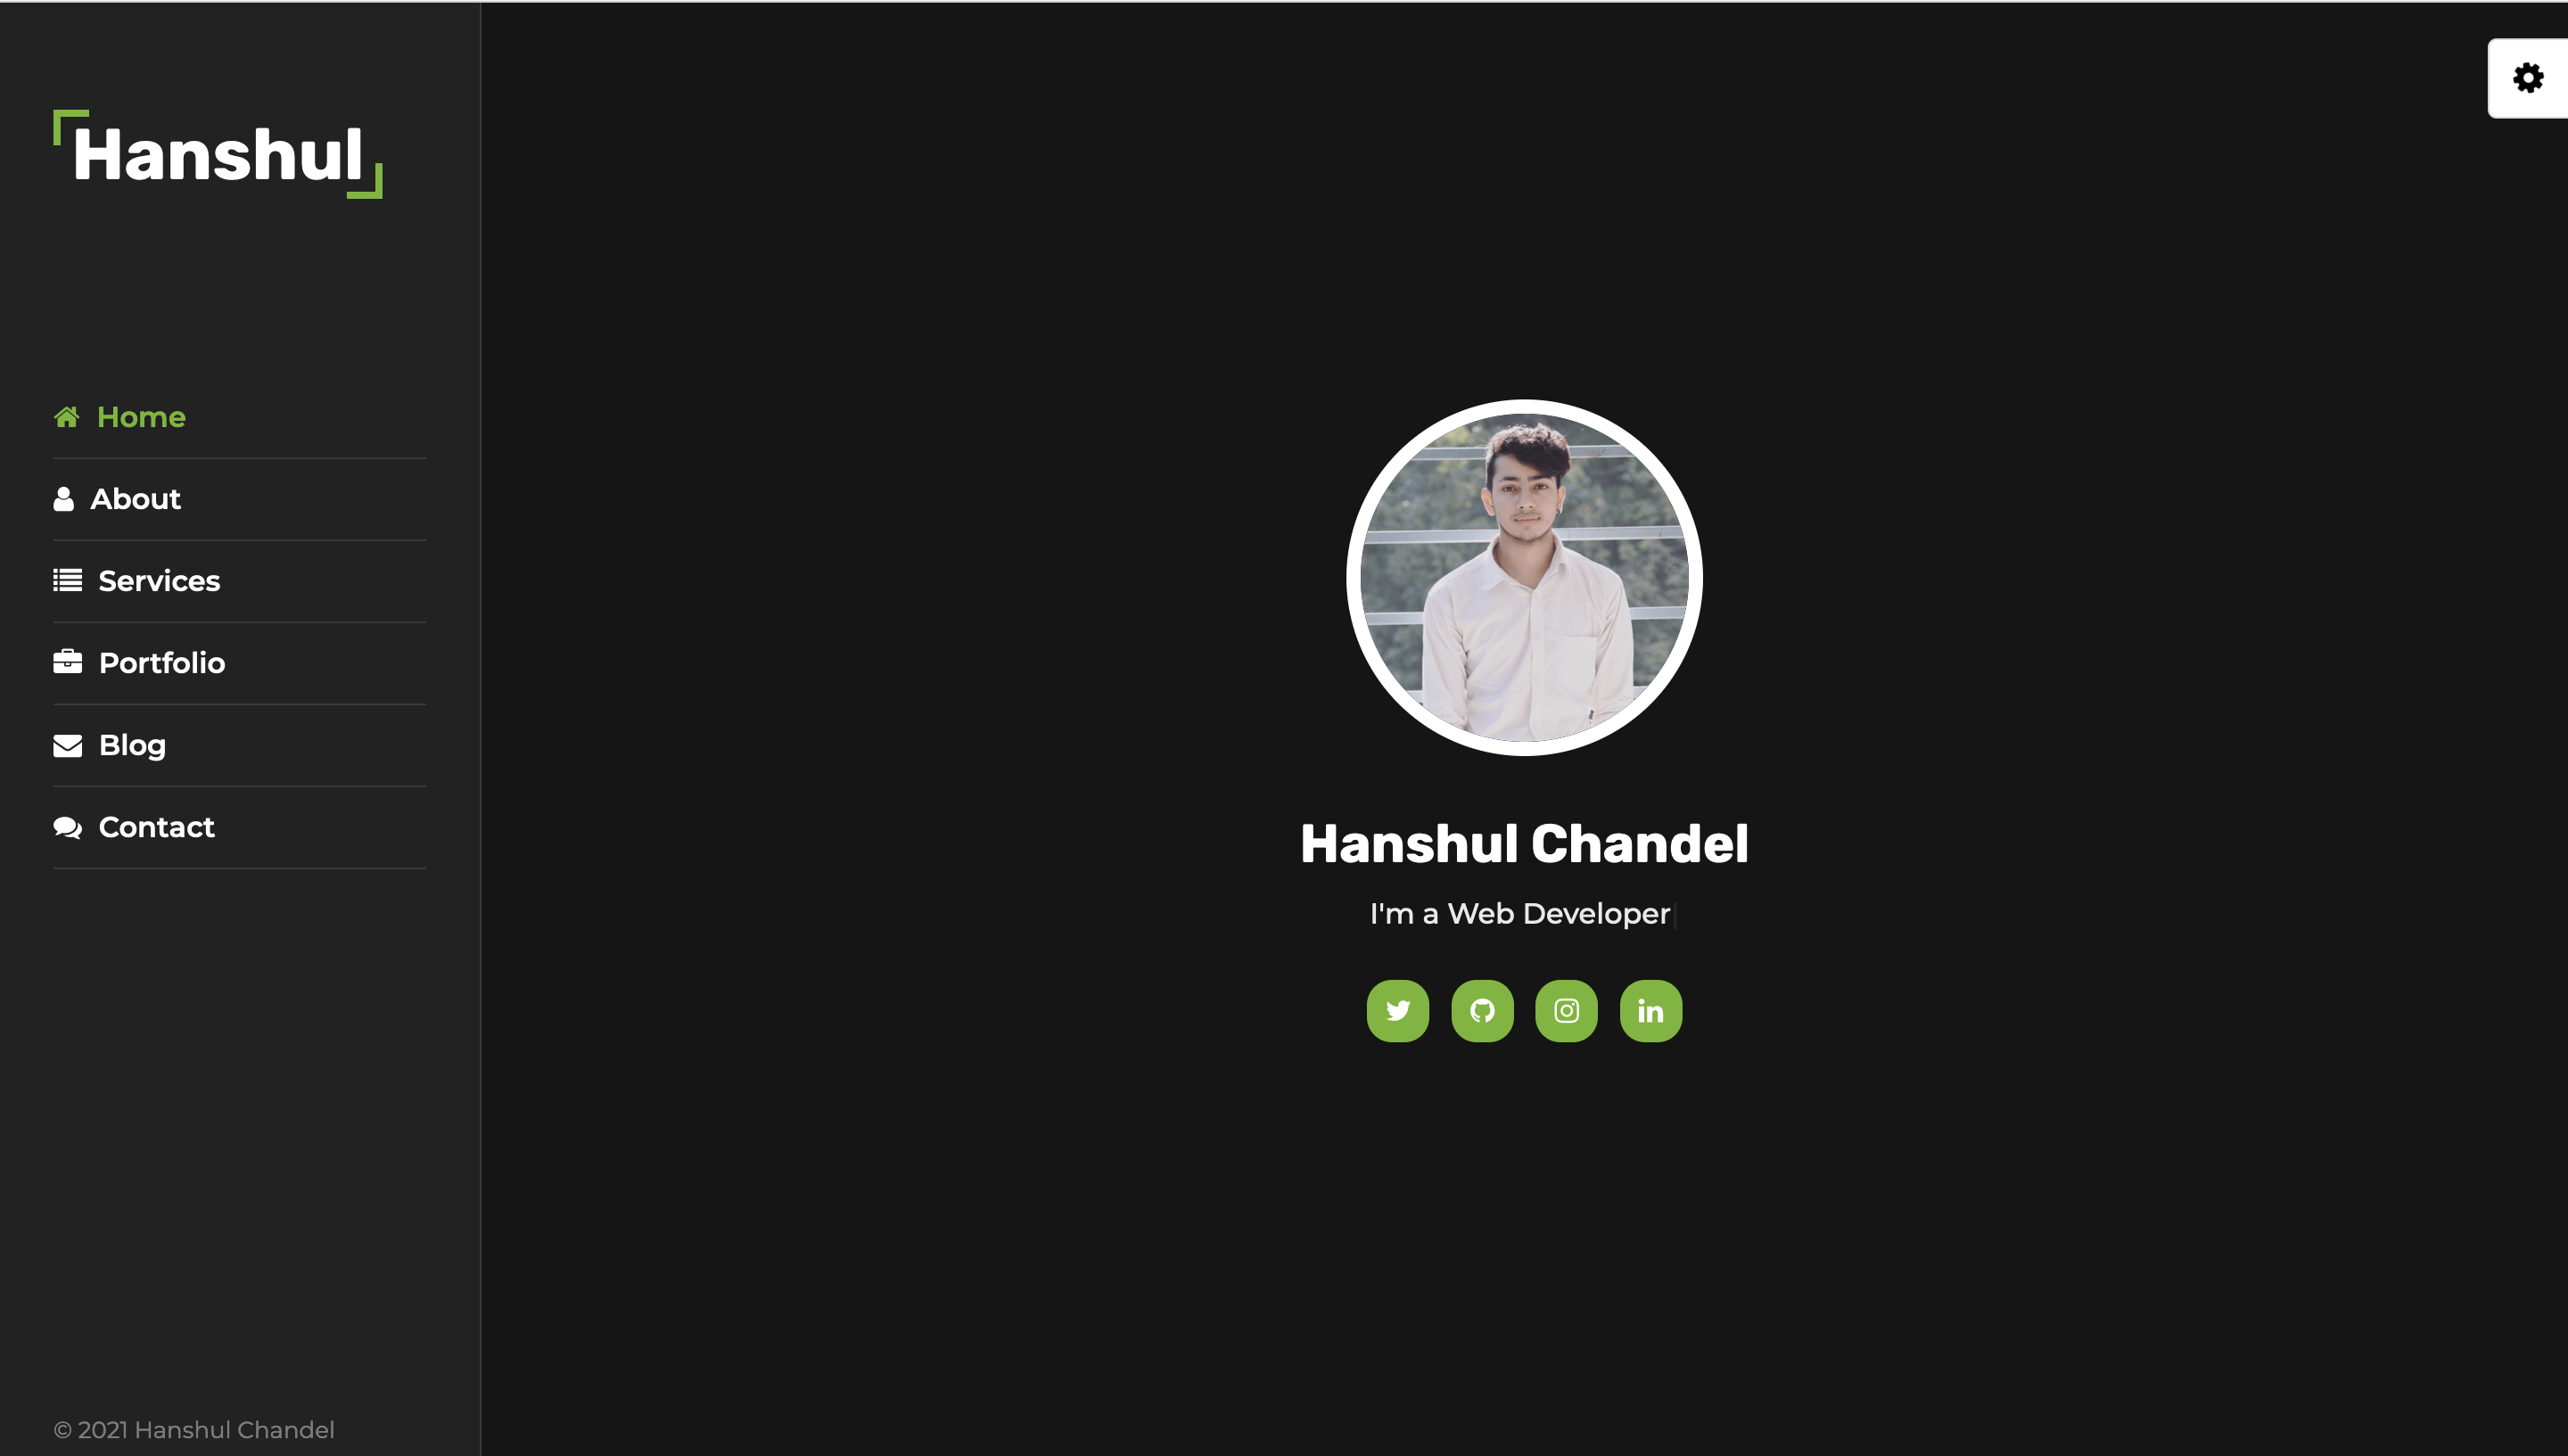 Hanshul
Home
About
Services
Portfolio
Blog
Contact
© 2021 Hanshul Chandel
Hanshul Chandel
I'm a Web Developer